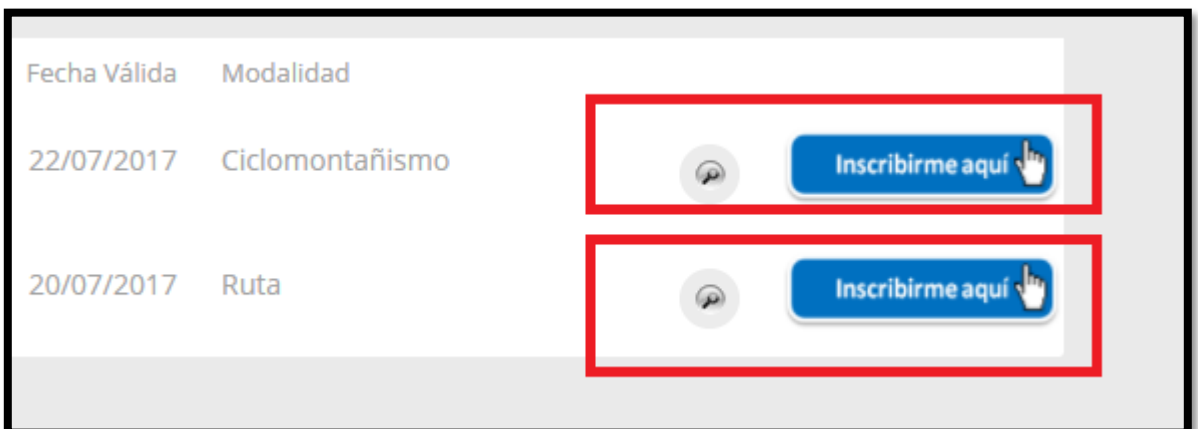 Fecha Válida Modalidad
22/07/2017 Ciclomontañismo Inscribirme aquí
20/07/2017 Ruta Inscribirme aquí